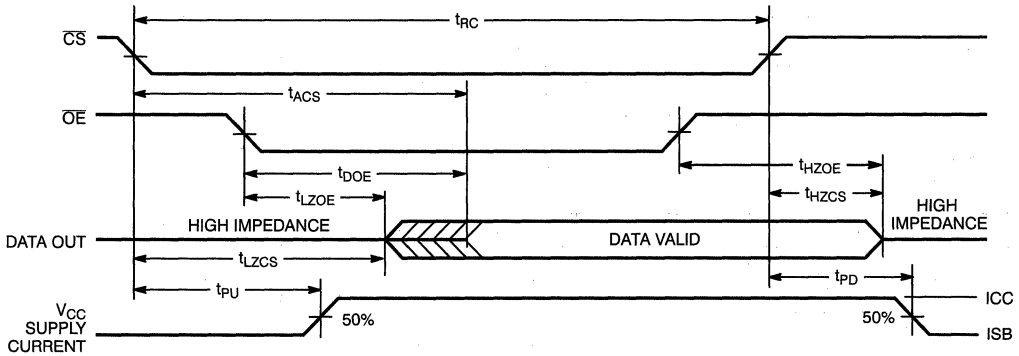 tRC
CS
tACS
OE
tHZOE
tDOE
tLZOE
tHZCS
HIGH IMPEDANCE
HIGH
IMPEDANCE
DATA OUT
DATA VALID
tLZCS
tPU
tPD
VCC
SUPPLY
CURRENT
50%
50%
ICC
ISB